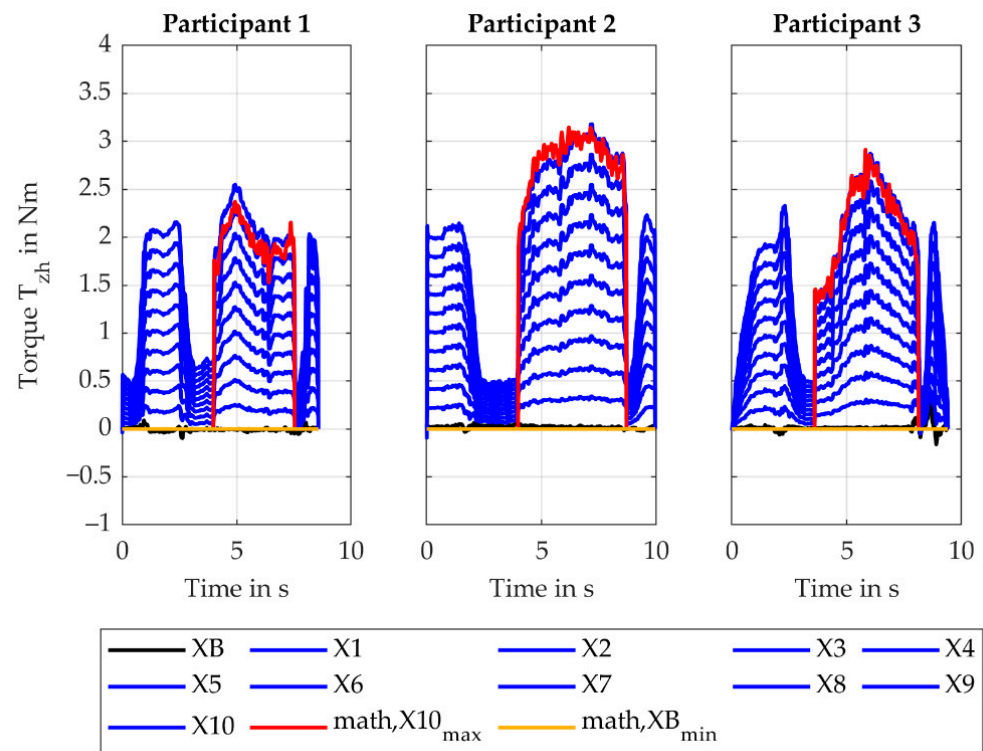 Participant 1 Participant 2 Participant 3
4
3.5
3
2.5
2
1.5
1
0.5
0
−0.5
−1
Torque T_zh in Nm
0 5 10 0 5 10 0 5 10
Time in s Time in s Time in s
XB X1 X2 X3 X4
X5 X6 X7 X8 X9
X10 math,X10_max math,XB_min